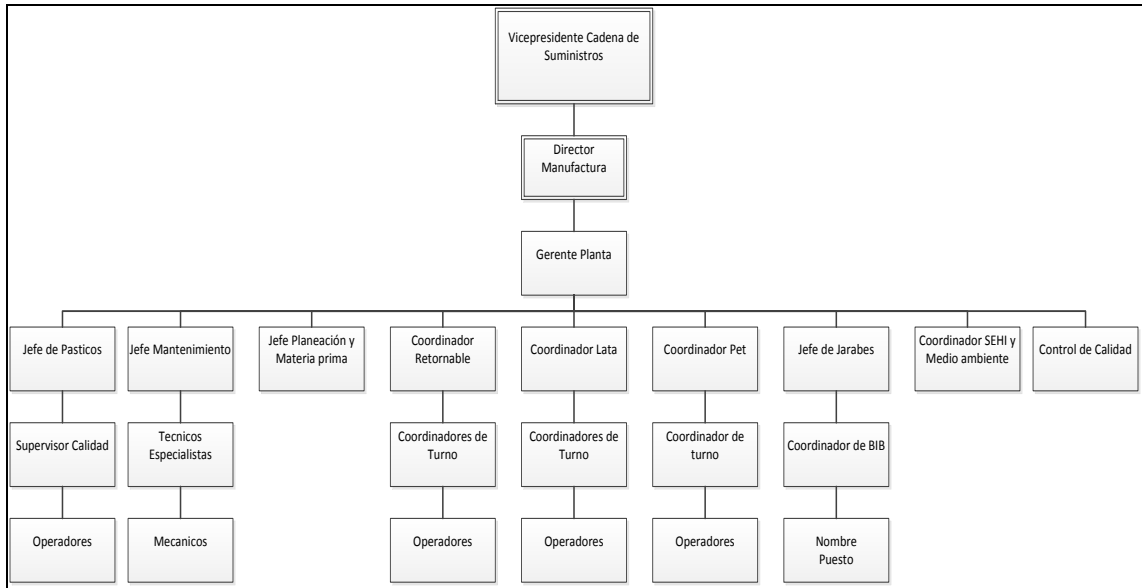 Vicepresidente Cadena de
Suministros
Director
Manufactura
Gerente Planta
Jefe de Pasticos
Jefe Mantenimiento
Jefe Planeación y
Materia prima
Coordinador
Retornable
Coordinador Lata
Coordinador Pet
Jefe de Jarabes
Coordinador SEHI y
Medio ambiente
Control de Calidad
Supervisor Calidad
Tecnicos
Especialistas
Coordinadores de
Turno
Coordinadores de
Turno
Coordinador de
turno
Coordinador de BIB
Operadores
Mecanicos
Operadores
Operadores
Operadores
Nombre
Puesto